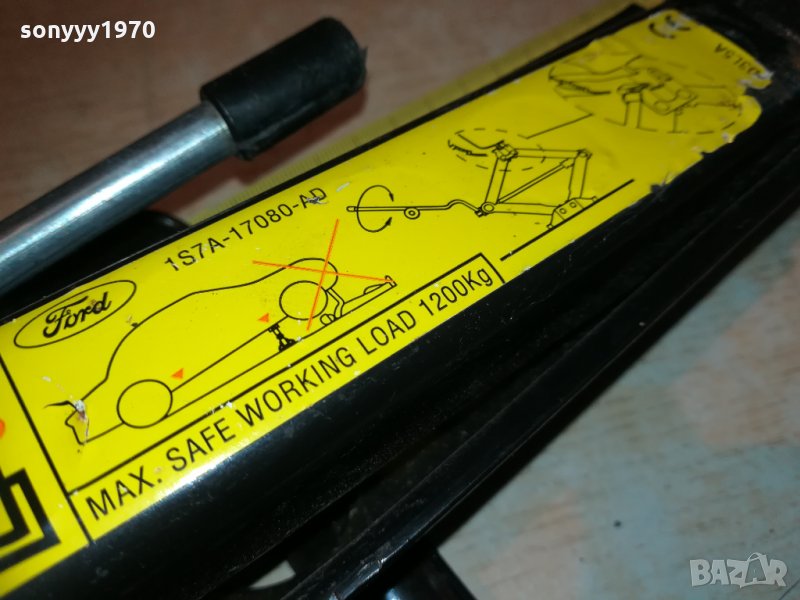 sonyyy1970
Ford
1S7A-17080-AD
MAX. SAFE WORKING LOAD 1200Kg
BAZAR